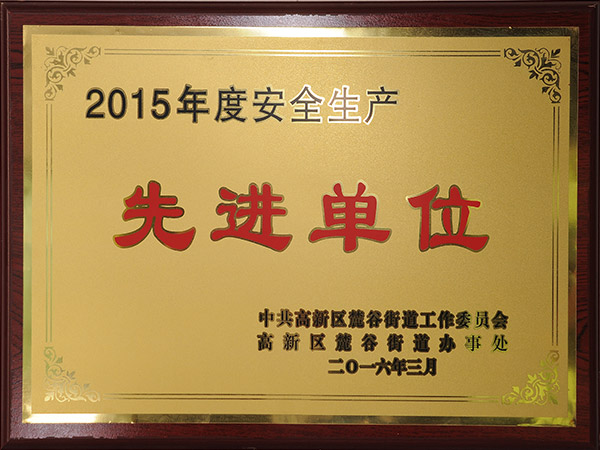 2015年度安全生产
先进单位
中共高新区麓谷街道工作委员会
高新区麓谷街道办事处
二〇一六年三月